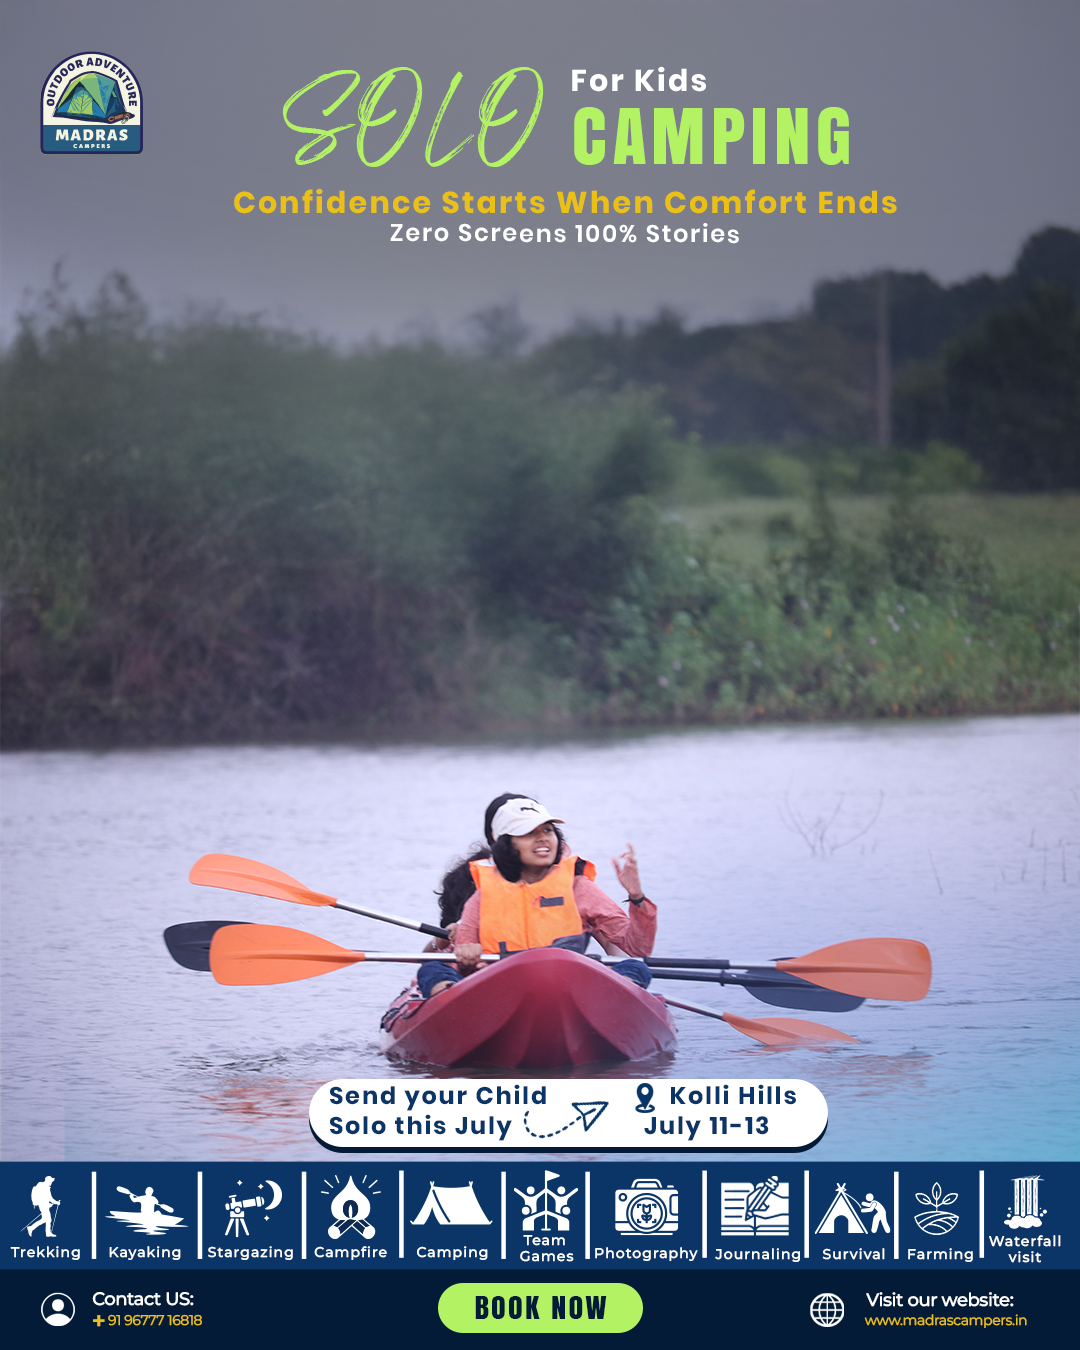 OUTDOOR ADVENTURE
MADRAS
CAMPERS
SOLO
For Kids
CAMPING
Confidence Starts When Comfort Ends
Zero Screens 100% Stories
Send your Child
Solo this July
Kolli Hills
July 11-13
Trekking
Kayaking
Stargazing
Campfire
Camping
Team
Games
Photography
Journaling
Survival
Farming
Waterfall
visit
Contact US:
+ 91 96777 16818
BOOK NOW
Visit our website:
www.madrascampers.in